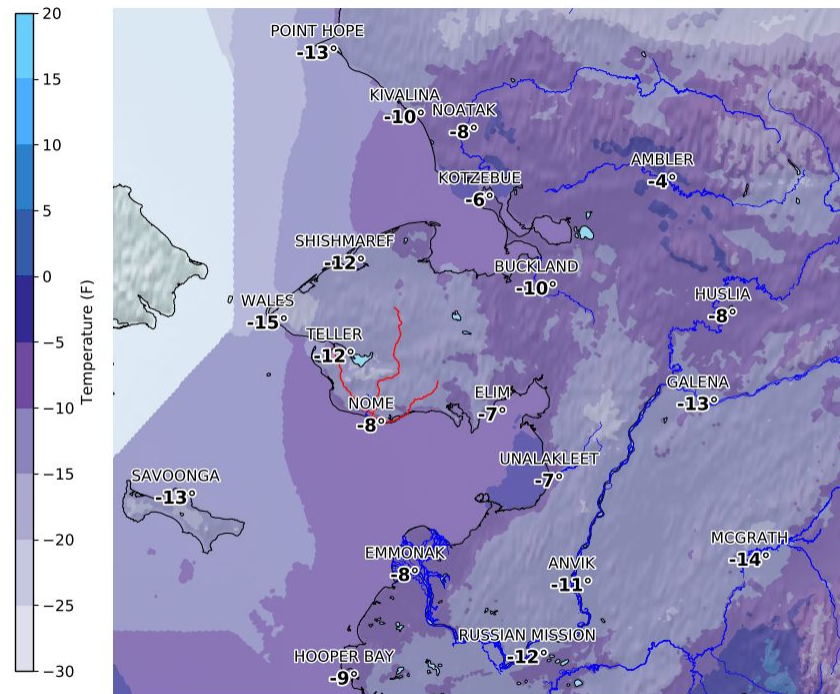 20
15
10
5
0
−5
−10
−15
−20
−25
−30
Temperature (F)
POINT HOPE
-13°
KIVALINA
-10°
NOATAK
-8°
AMBLER
-4°
KOTZEBUE
-6°
SHISHMAREF
-12°
BUCKLAND
-10°
WALES
-15°
HUSLIA
-8°
TELLER
-12°
GALENA
-13°
NOME
-8°
ELIM
-7°
UNALAKLEET
-7°
SAVOONGA
-13°
MCGRATH
-14°
EMMONAK
-8°
ANVIK
-11°
RUSSIAN MISSION
-12°
HOOPER BAY
-9°